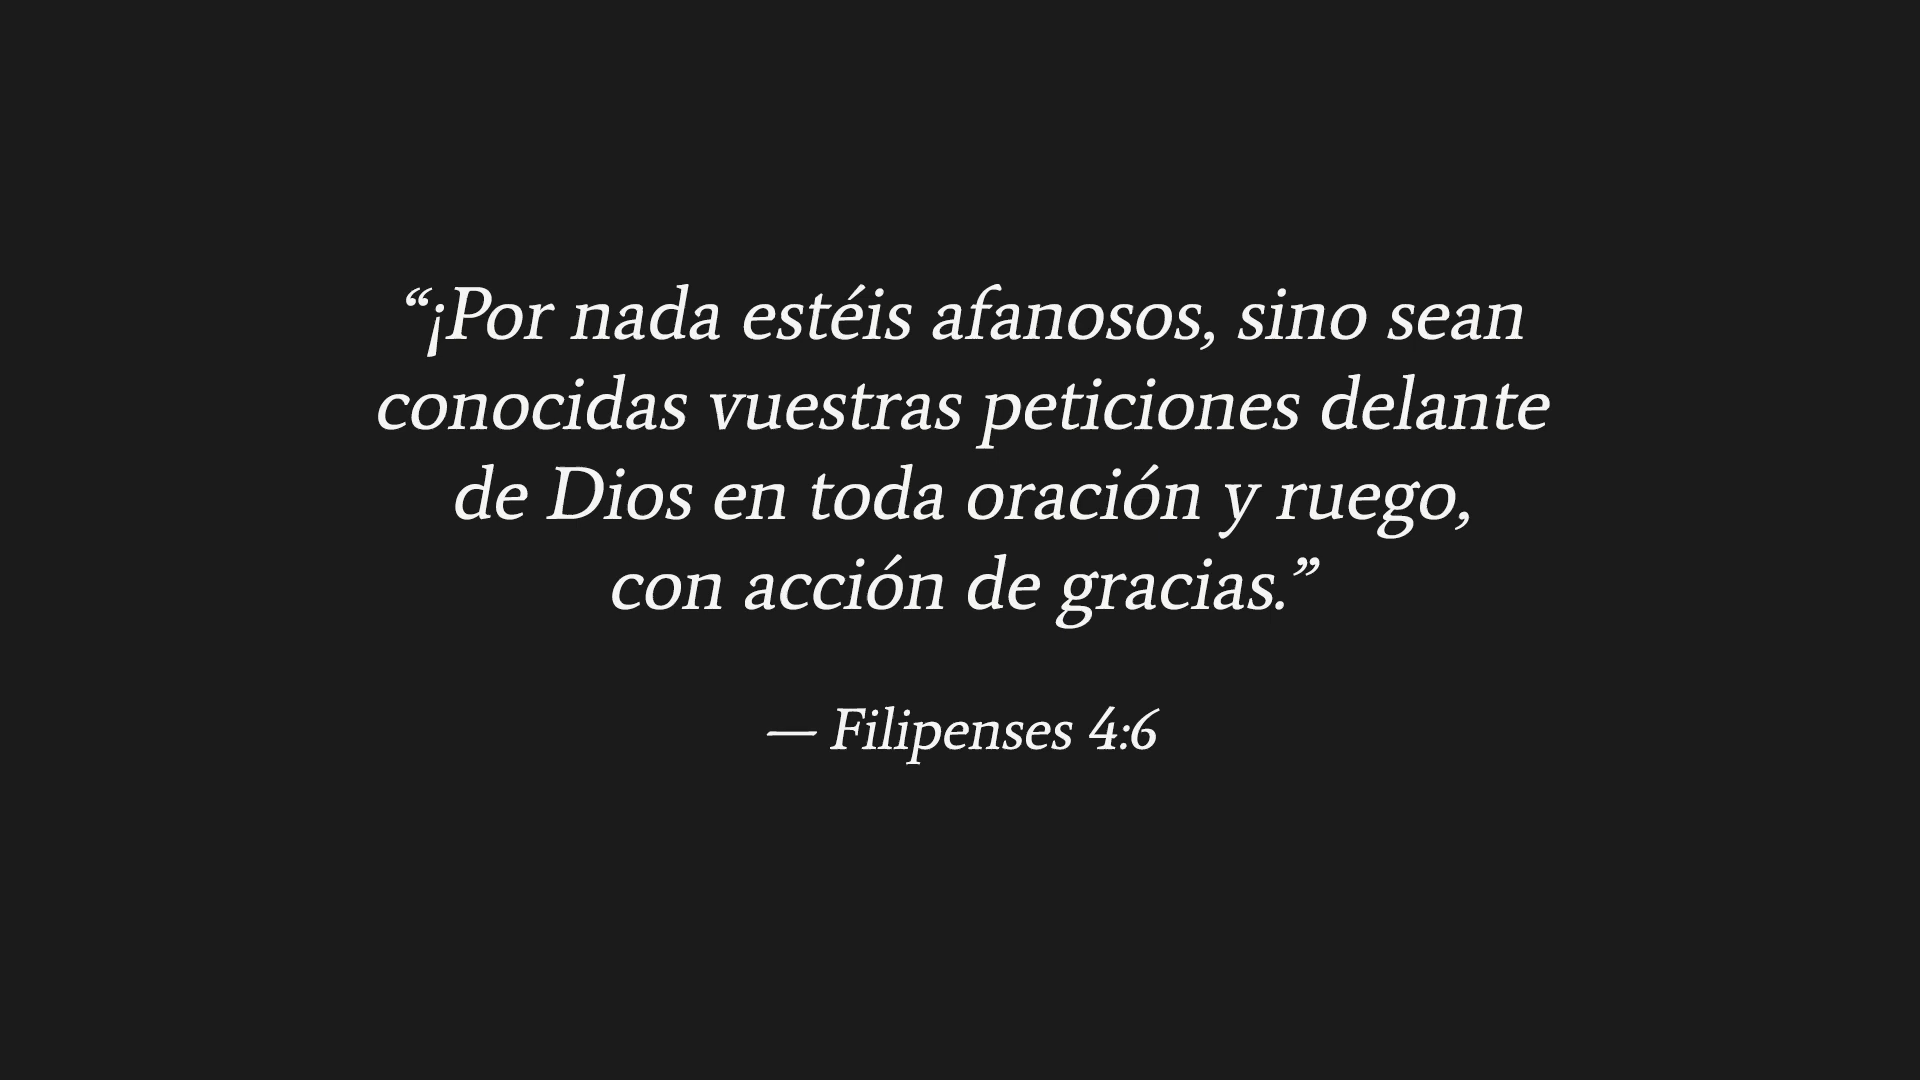 “¡Por nada estéis afanosos, sino sean
conocidas vuestras peticiones delante
de Dios en toda oración y ruego,
con acción de gracias.”
— Filipenses 4:6